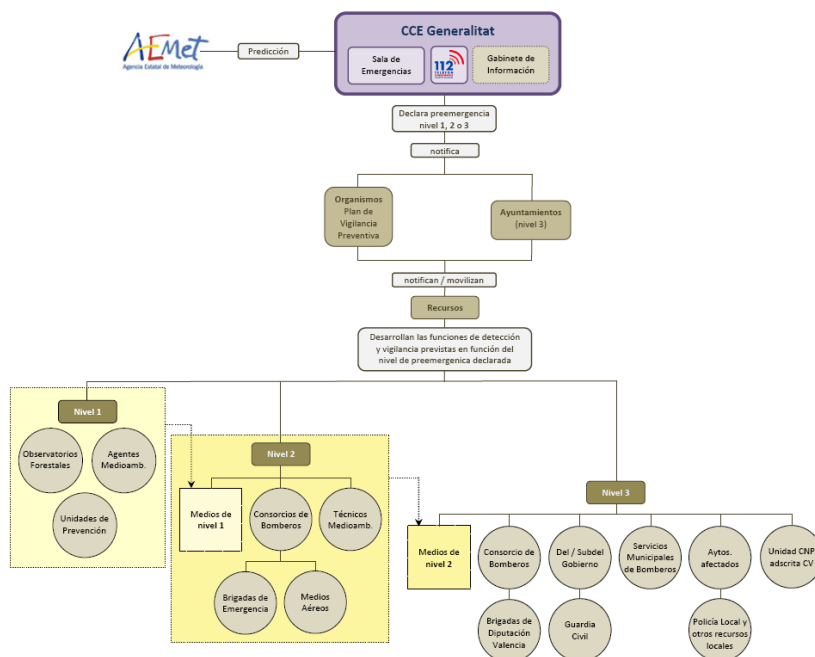 CCE Generalitat
AEMet
Agencia Estatal de Meteorología
Predicción
Sala de
Emergencias
112
Gabinete de
Información
Declara preemergencia
nivel 1, 2 o 3
notifica
Organismos
Plan de
Vigilancia
Preventiva
Ayuntamientos
(nivel 3)
notifican / movilizan
Recursos
Desarrollan las funciones de detección
y vigilancia previstas en función del
nivel de preemergenica declarada
Nivel 1
Observatorios
Forestales
Agentes
Medioamb.
Unidades de
Prevención
Nivel 2
Medios de
nivel 1
Consorcios de
Bomberos
Técnicos
Medioamb.
Brigadas de
Emergencia
Medios
Aéreos
Nivel 3
Medios de
nivel 2
Consorcio de
Bomberos
Del / Subdel
Gobierno
Servicios
Municipales
de Bomberos
Aytos.
afectados
Unidad CNP
adscrita CV
Brigadas de
Diputación
Valencia
Guardia
Civil
Policía Local y
otros recursos
locales